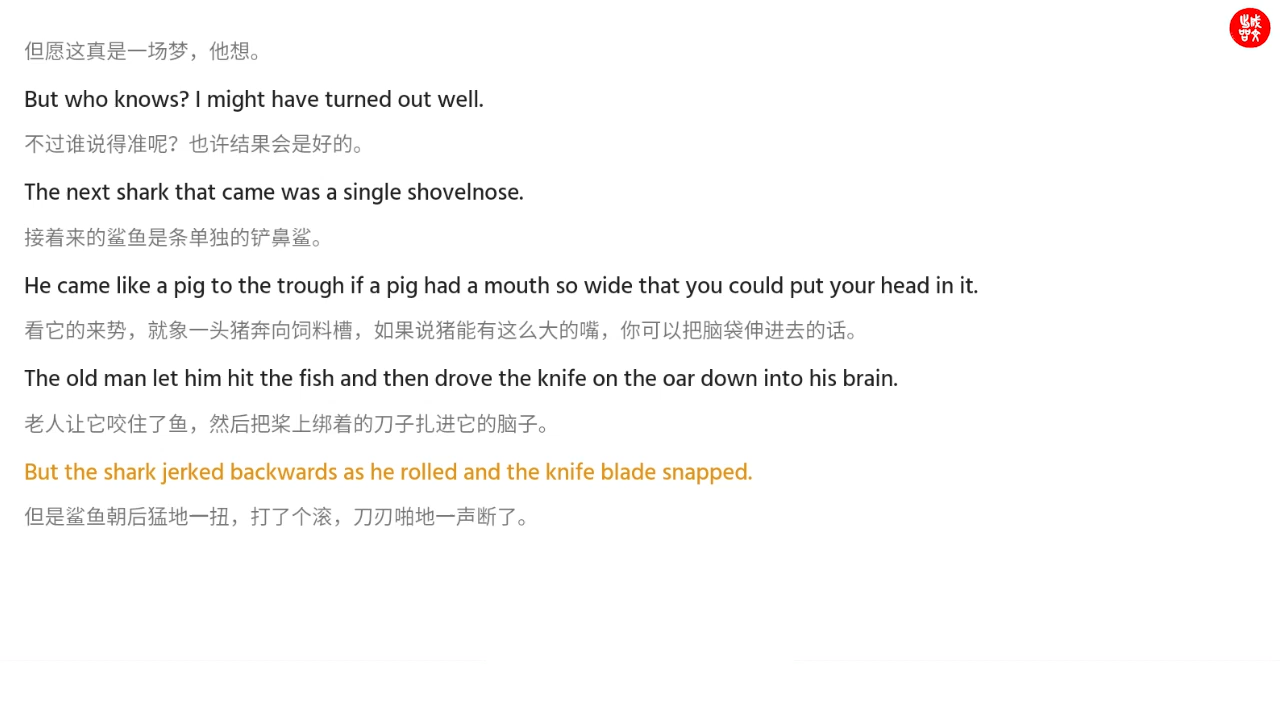 但愿这真是一场梦，他想。
But who knows? I might have turned out well.
不过谁说得准呢？也许结果会是好的。
The next shark that came was a single shovelnose.
接着来的鲨鱼是条单独的铲鼻鲨。
He came like a pig to the trough if a pig had a mouth so wide that you could put your head in it.
看它的来势，就象一头猪奔向饲料槽，如果说猪能有这么大的嘴，你可以把脑袋伸进去的话。
The old man let him hit the fish and then drove the knife on the oar down into his brain.
老人让它咬住了鱼，然后把桨上绑着的刀子扎进它的脑子。
But the shark jerked backwards as he rolled and the knife blade snapped.
但是鲨鱼朝后猛地一扭，打了个滚，刀刃啪地一声断了。